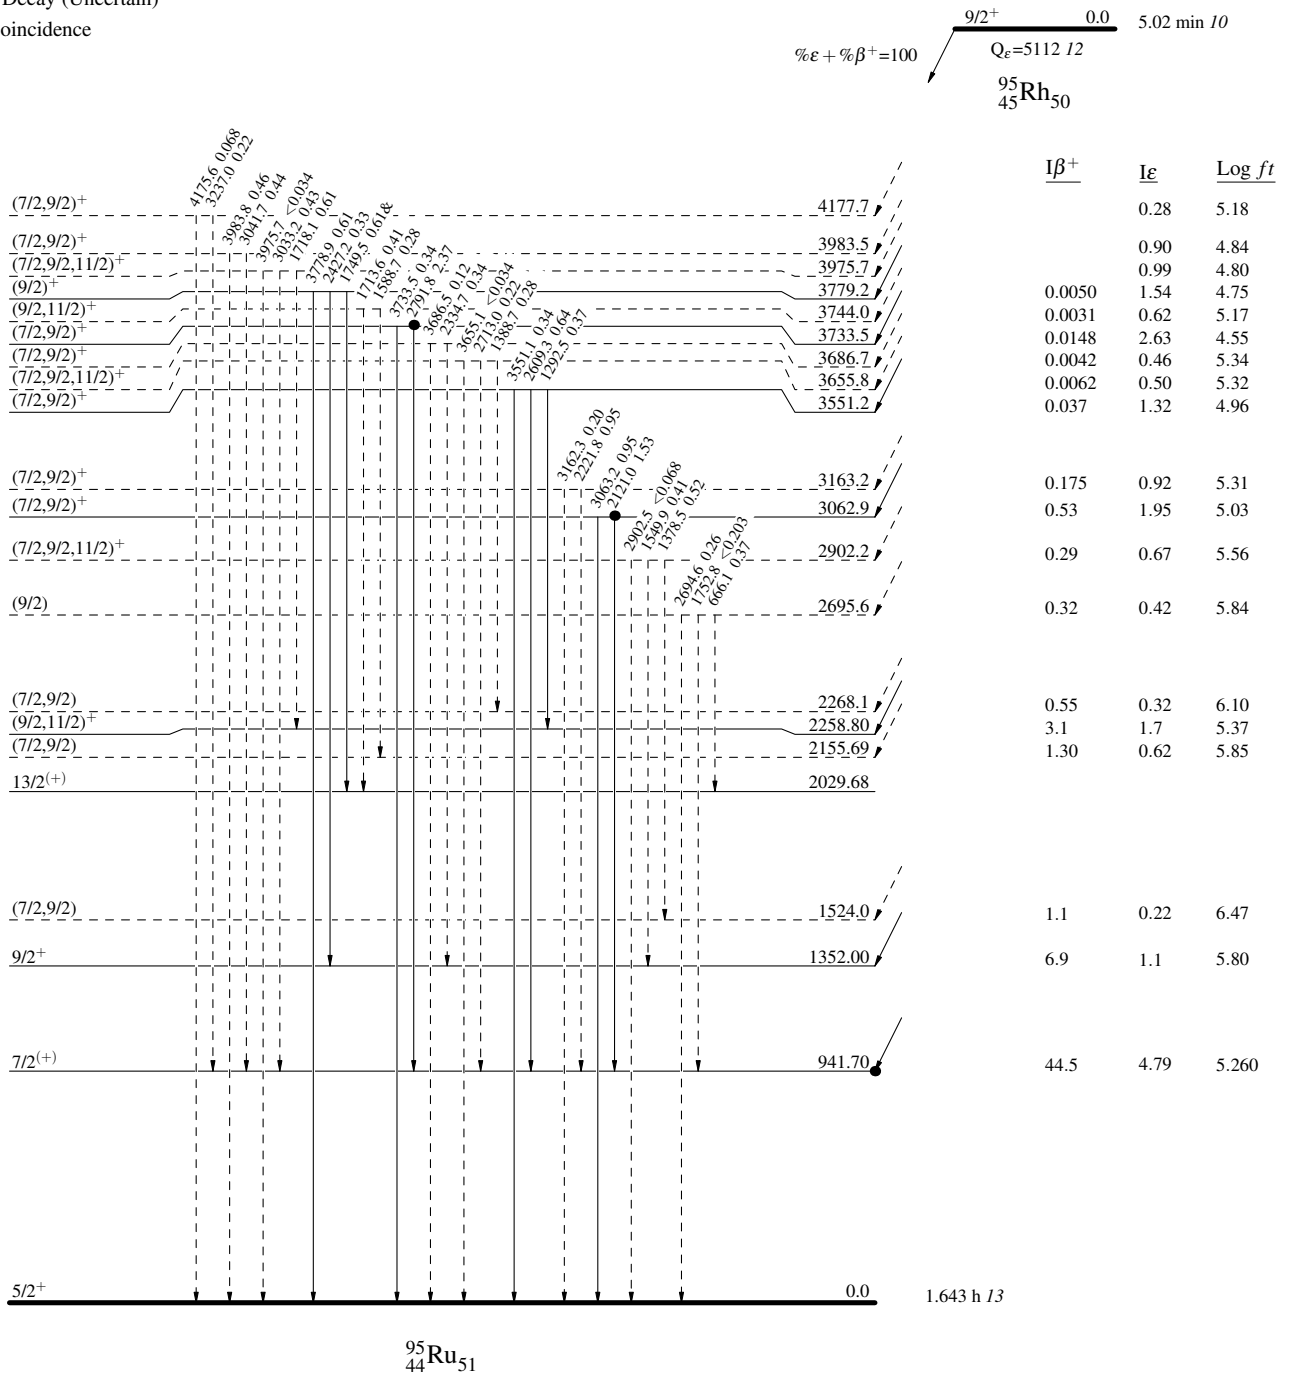 Decay (Uncertain)
oincidence
9/2+ 0.0 5.02 min 10
%ε+%β+=100 Qε=5112 12
95 45 Rh 50
Iβ+ Iε Log ft
4175.6 0.068
3237.0 0.22
3983.8 0.46
3041.7 0.44
3975.7 <0.034
3033.2 0.43
1718.1 0.61
3778.9 0.61
2427.2 0.33
1749.5 0.61&
1713.6 0.41
1588.7 0.28
3733.5 0.34
2791.8 2.37
3686.5 0.12
2334.7 0.34
3655.1 <0.034
2713.0 0.22
1388.7 0.28
3551.1 0.34
2609.3 0.64
1292.5 0.37
(7/2,9/2)+ 4177.7 0.28 5.18
(7/2,9/2)+ 3983.5 0.90 4.84
(7/2,9/2,11/2)+ 3975.7 0.99 4.80
(9/2)+ 3779.2 0.0050 1.54 4.75
(9/2,11/2)+ 3744.0 0.0031 0.62 5.17
(7/2,9/2)+ 3733.5 0.0148 2.63 4.55
(7/2,9/2)+ 3686.7 0.0042 0.46 5.34
(7/2,9/2,11/2)+ 3655.8 0.0062 0.50 5.32
(7/2,9/2)+ 3551.2 0.037 1.32 4.96
3162.3 0.20
2221.8 0.95
3063.2 0.95
2121.0 1.53
2902.5 <0.068
1549.9 0.41
1378.5 0.52
2694.6 0.26
1752.8 <0.203
666.1 0.37
(7/2,9/2)+ 3163.2 0.175 0.92 5.31
(7/2,9/2)+ 3062.9 0.53 1.95 5.03
(7/2,9/2,11/2)+ 2902.2 0.29 0.67 5.56
(9/2) 2695.6 0.32 0.42 5.84
(7/2,9/2) 2268.1 0.55 0.32 6.10
(9/2,11/2)+ 2258.80 3.1 1.7 5.37
(7/2,9/2) 2155.69 1.30 0.62 5.85
13/2(+) 2029.68
(7/2,9/2) 1524.0 1.1 0.22 6.47
9/2+ 1352.00 6.9 1.1 5.80
7/2(+) 941.70 44.5 4.79 5.260
5/2+ 0.0 1.643 h 13
95 44 Ru 51